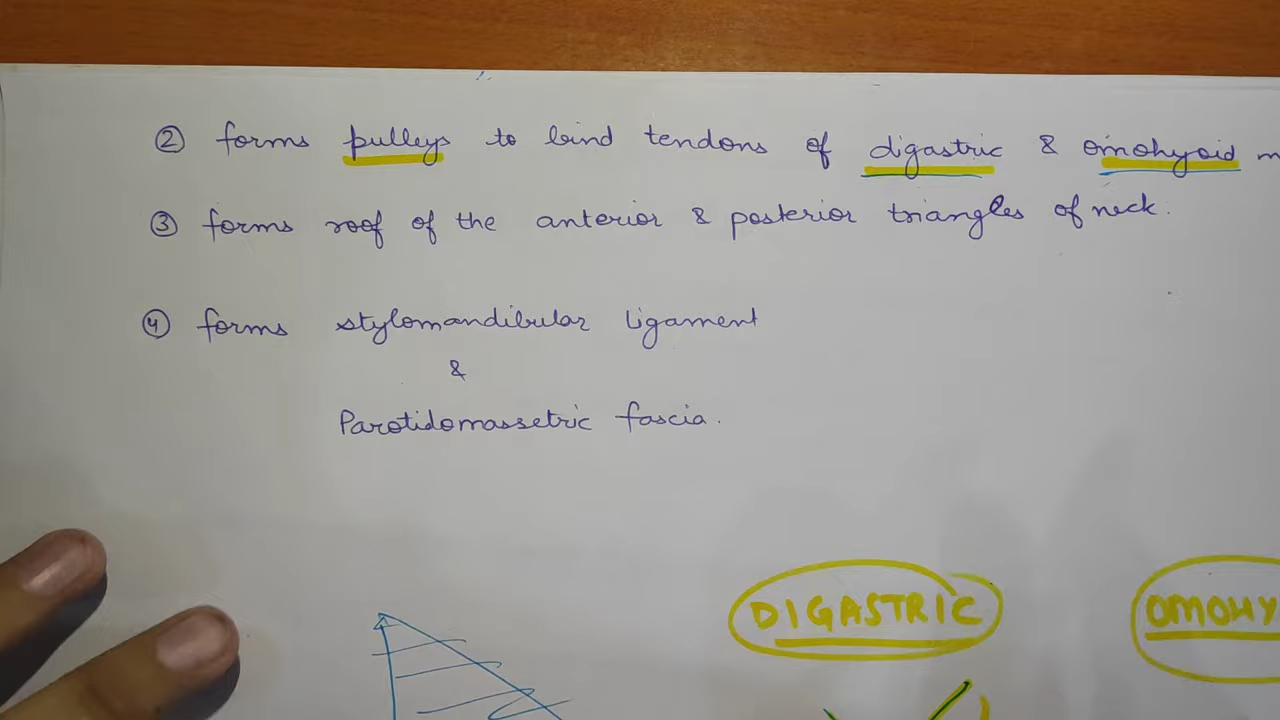 ② forms pulleys to bind tendons of digastric & omohyoid m
③ forms roof of the anterior & posterior triangles of neck.
④ forms stylomandibular ligament
&
Parotidomassetric fascia.
DIGASTRIC OMOHY